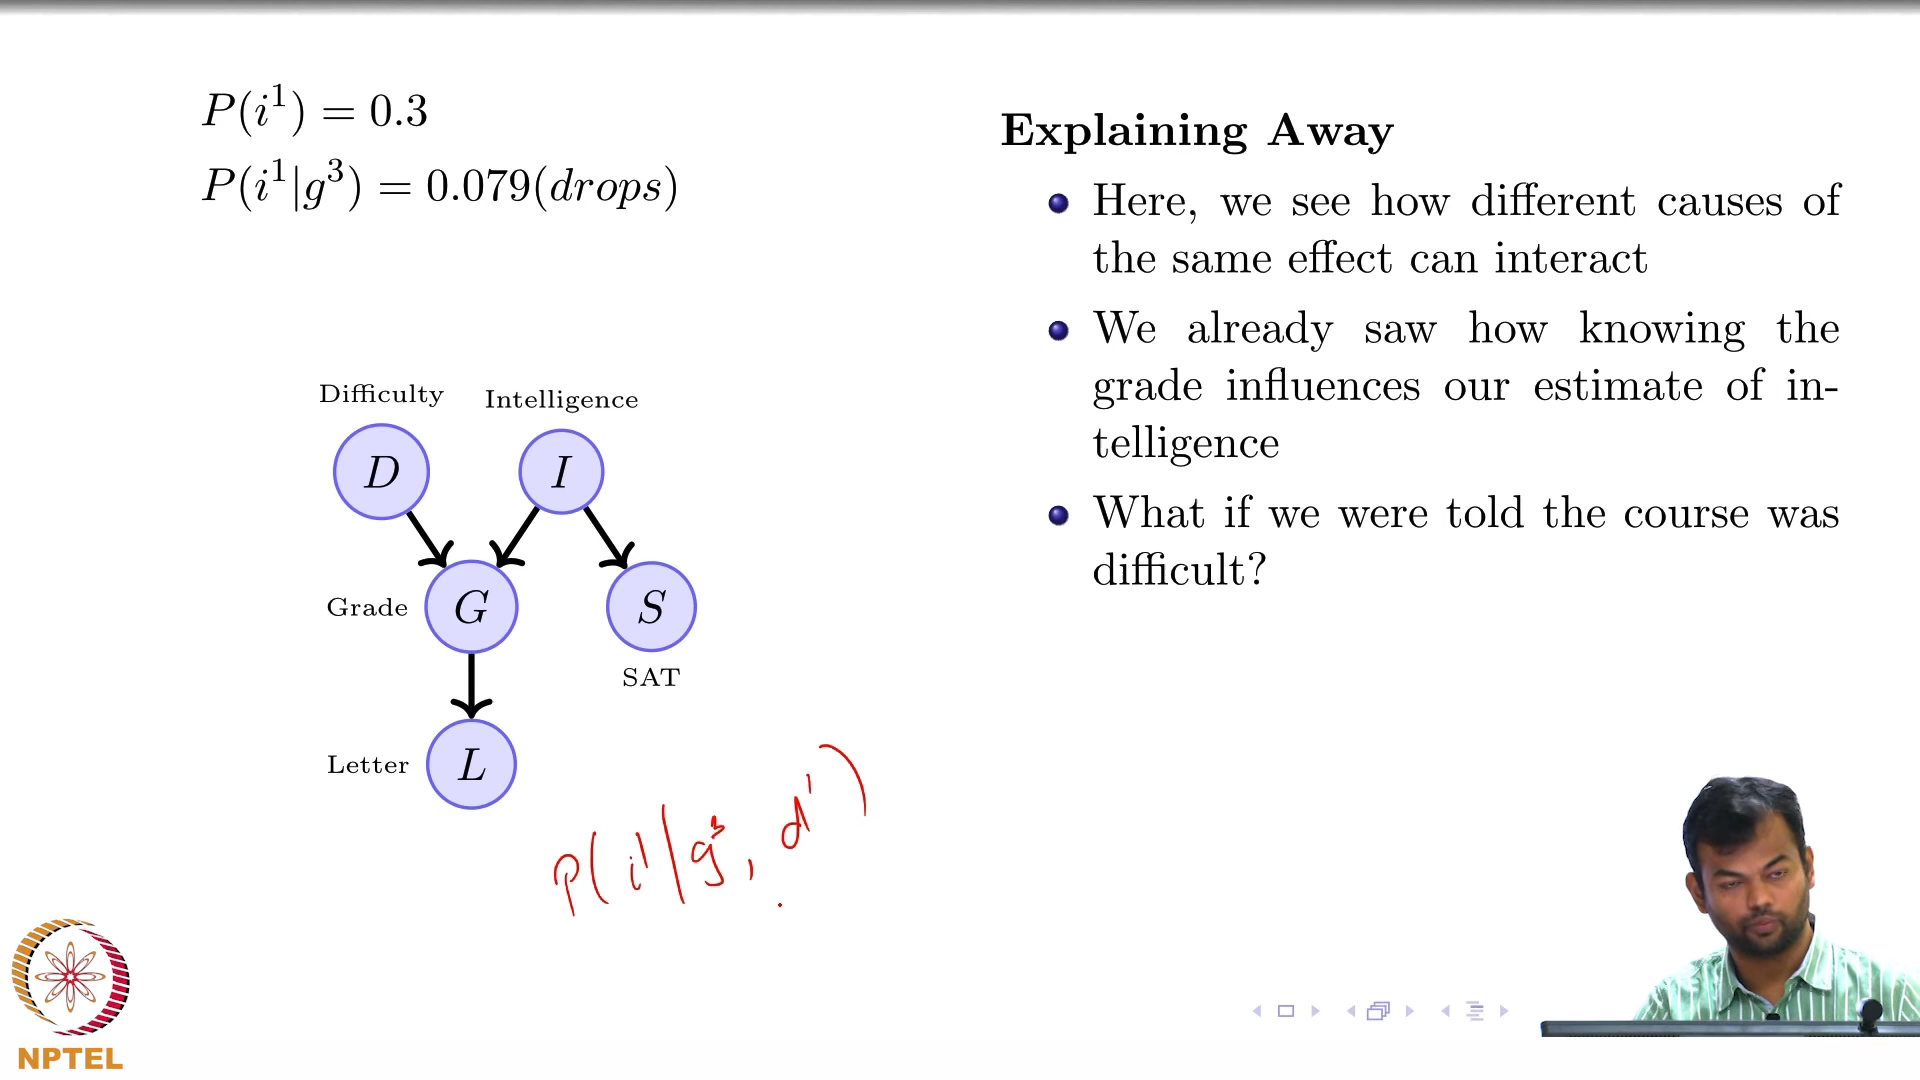 P(i¹) = 0.3
P(i¹|g³) = 0.079(drops)
Difficulty
Intelligence
D
I
Grade
G
S
SAT
Letter
L
P(i¹|g³, d¹)
Explaining Away
Here, we see how different causes of
the same effect can interact
We already saw how knowing the
grade influences our estimate of in-
telligence
What if we were told the course was
difficult?
NPTEL